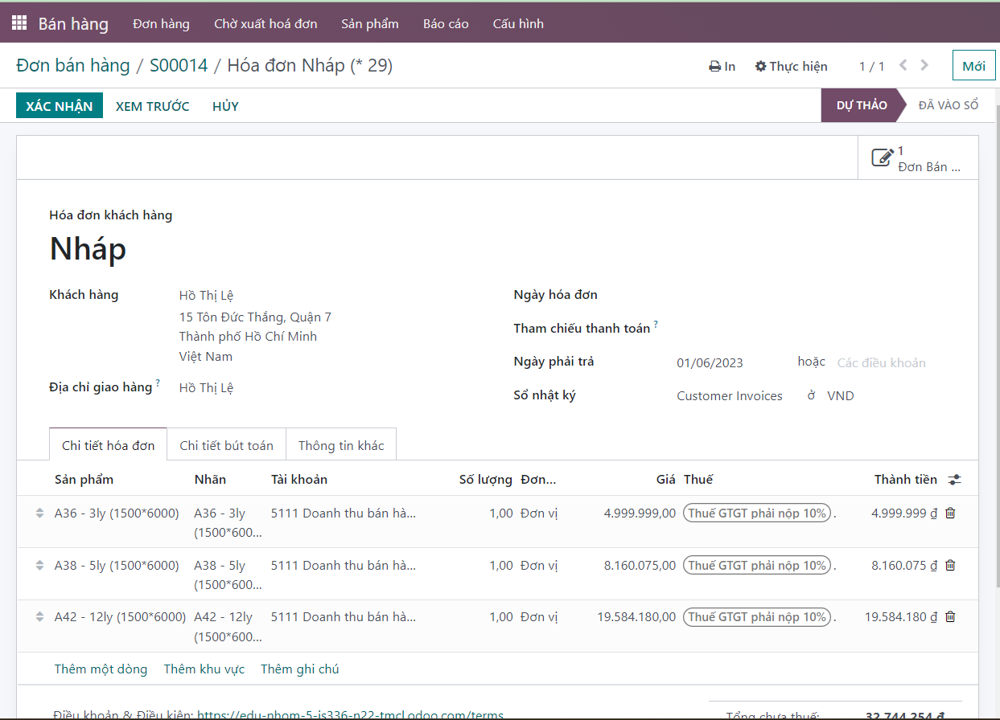 Bán hàng Đơn hàng Chờ xuất hoá đơn Sản phẩm Báo cáo Cấu hình
Đơn bán hàng / S00014 / Hóa đơn Nháp (* 29) In Thực hiện 1 / 1 Mới
XÁC NHẬN XEM TRƯỚC HỦY DỰ THẢO ĐÃ VÀO SỔ
1
Đơn Bán ...
Hóa đơn khách hàng
Nháp
Khách hàng Hồ Thị Lệ Ngày hóa đơn
15 Tôn Đức Thắng, Quận 7
Thành phố Hồ Chí Minh Tham chiếu thanh toán ?
Việt Nam Ngày phải trả 01/06/2023 hoặc Các điều khoản
Địa chỉ giao hàng ? Hồ Thị Lệ Sổ nhật ký Customer Invoices ở VND
Chi tiết hóa đơn Chi tiết bút toán Thông tin khác
Sản phẩm Nhãn Tài khoản Số lượng Đơn... Giá Thuế Thành tiền
A36 - 3ly (1500*6000) A36 - 3ly 5111 Doanh thu bán hà... 1,00 Đơn vị 4.999.999,00 Thuế GTGT phải nộp 10% . 4.999.999 ₫
(1500*600...
A38 - 5ly (1500*6000) A38 - 5ly 5111 Doanh thu bán hà... 1,00 Đơn vị 8.160.075,00 Thuế GTGT phải nộp 10% . 8.160.075 ₫
(1500*600...
A42 - 12ly (1500*6000) A42 - 12ly 5111 Doanh thu bán hà... 1,00 Đơn vị 19.584.180,00 Thuế GTGT phải nộp 10% . 19.584.180 ₫
(1500*600...
Thêm một dòng Thêm khu vực Thêm ghi chú
Điều khoản & Điều kiện: https://edu-nhom-5-is336-n22-tmcl.odoo.com/terms Tổng chưa thuế: 32.744.254 ₫